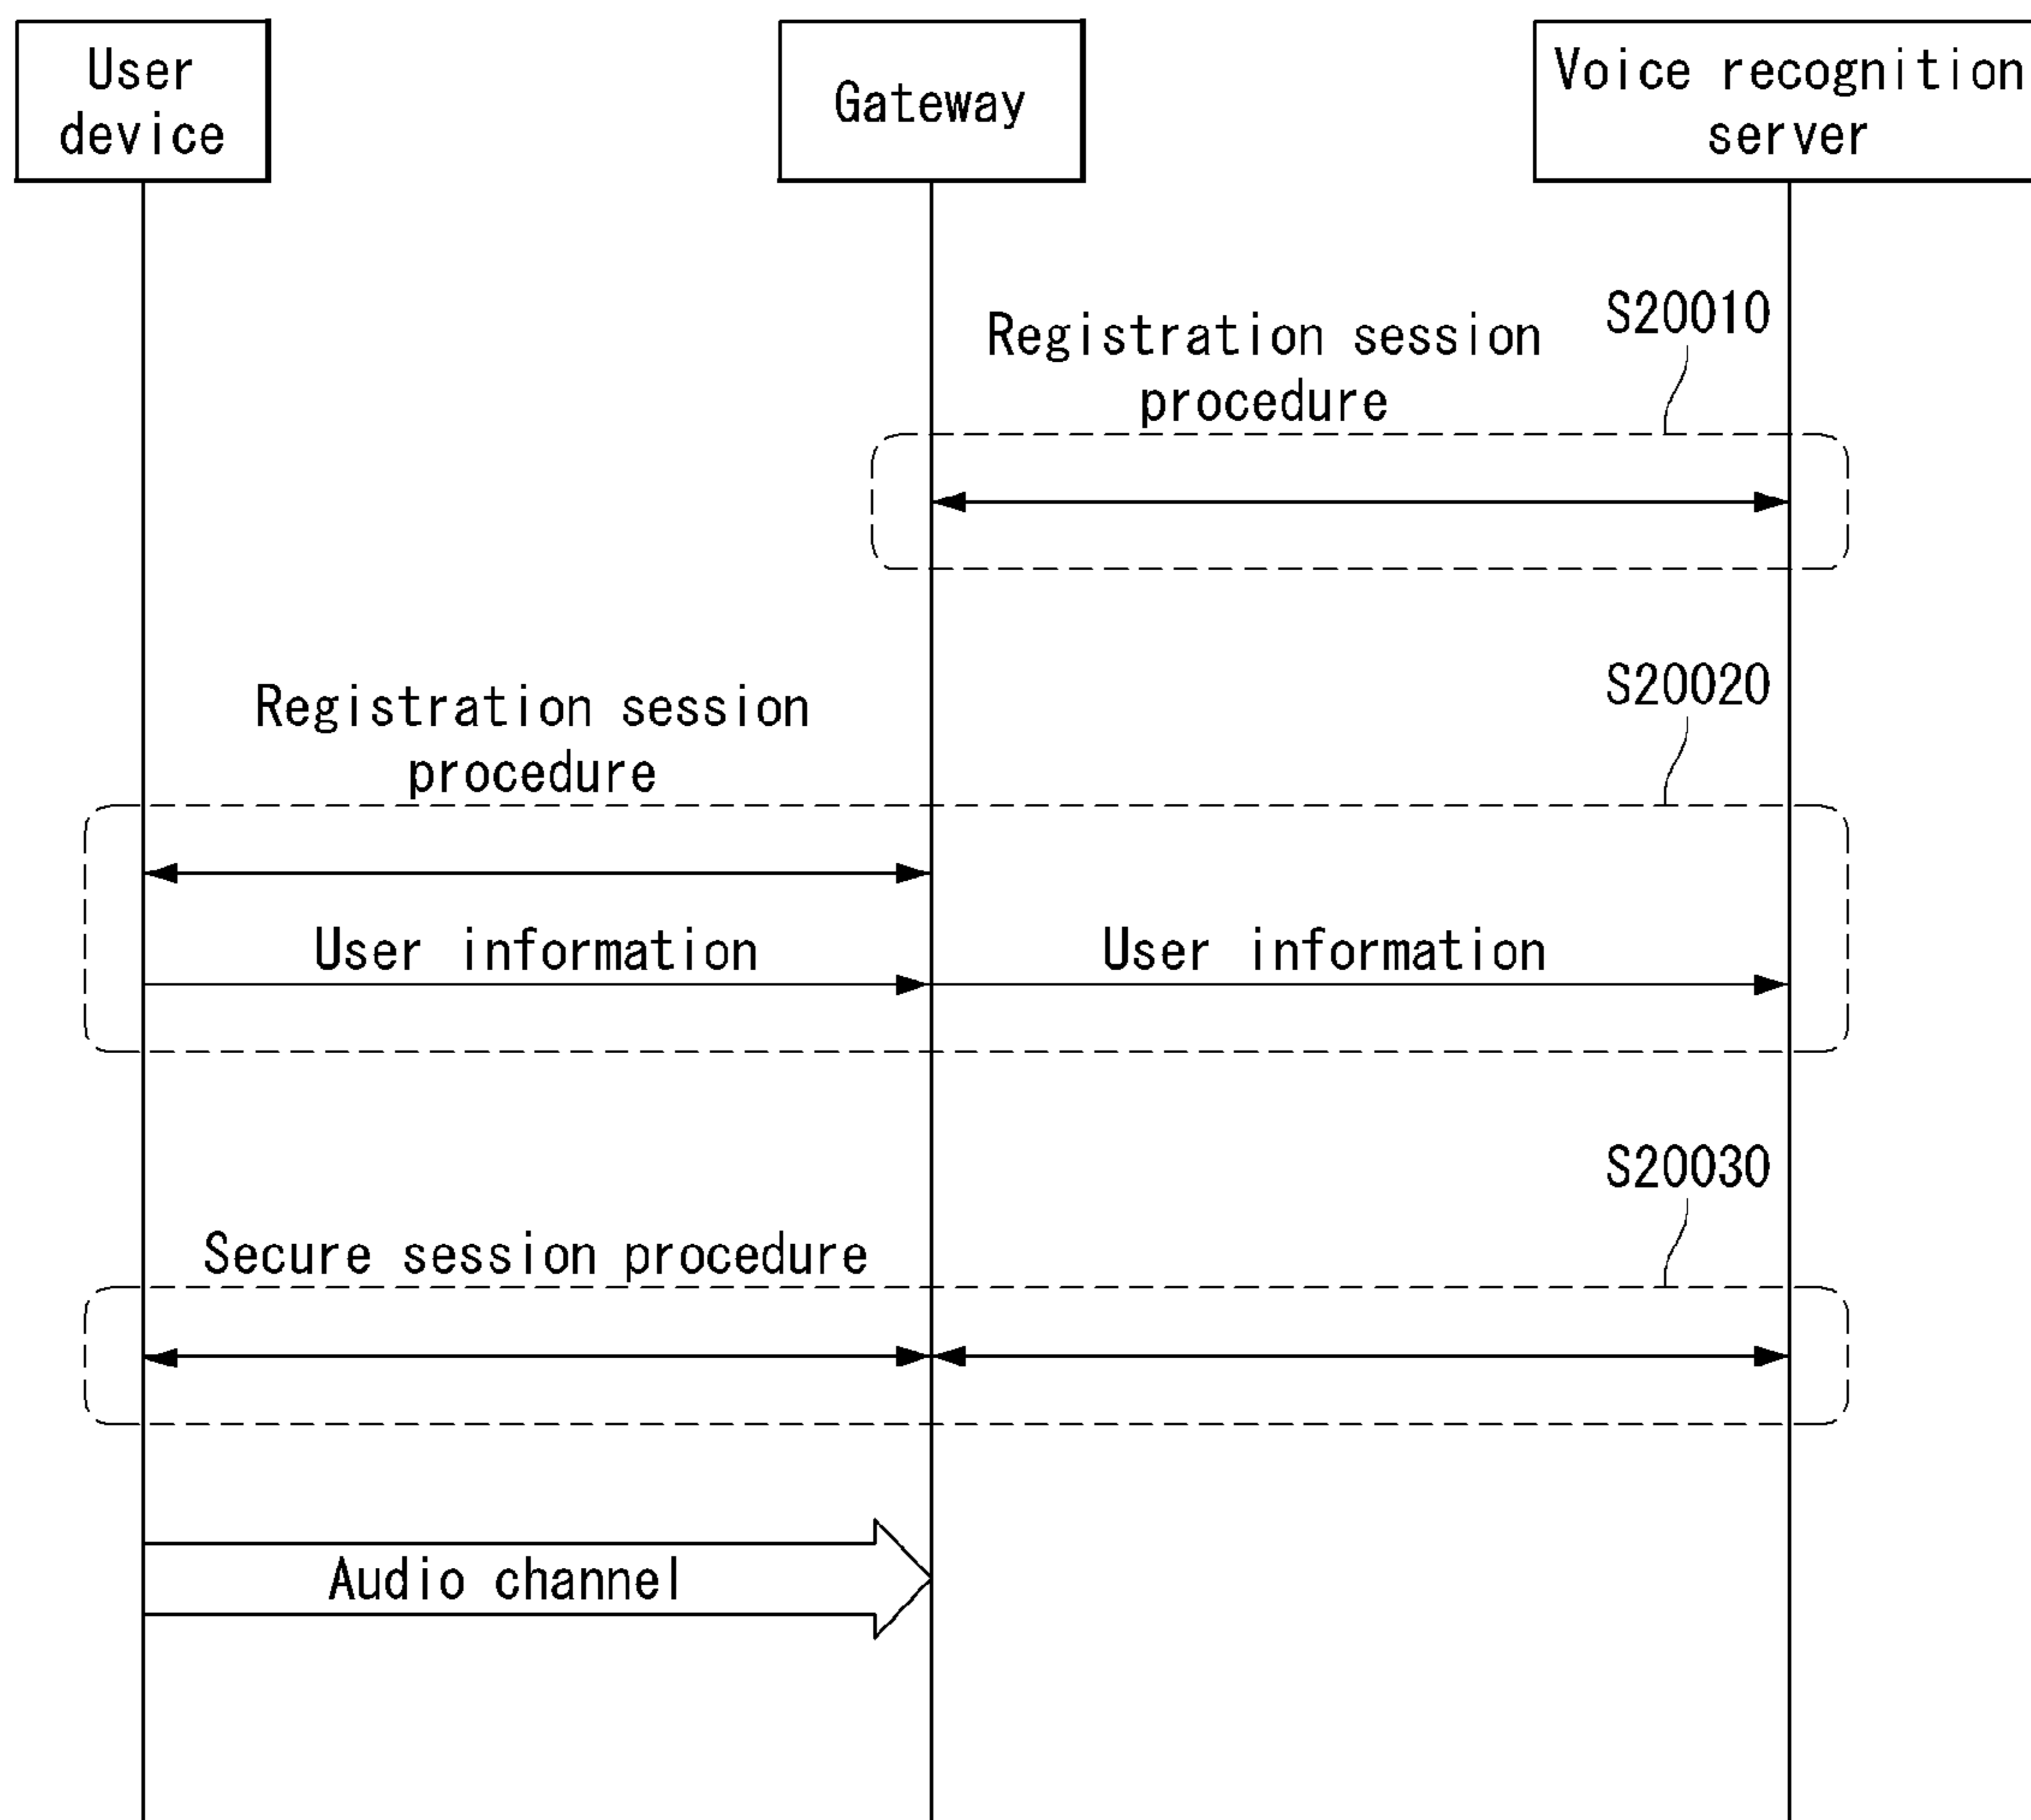 User
device
Gateway
Voice recognition
server
S20010
Registration session
procedure
S20020
Registration session
procedure
User information
User information
S20030
Secure session procedure
Audio channel